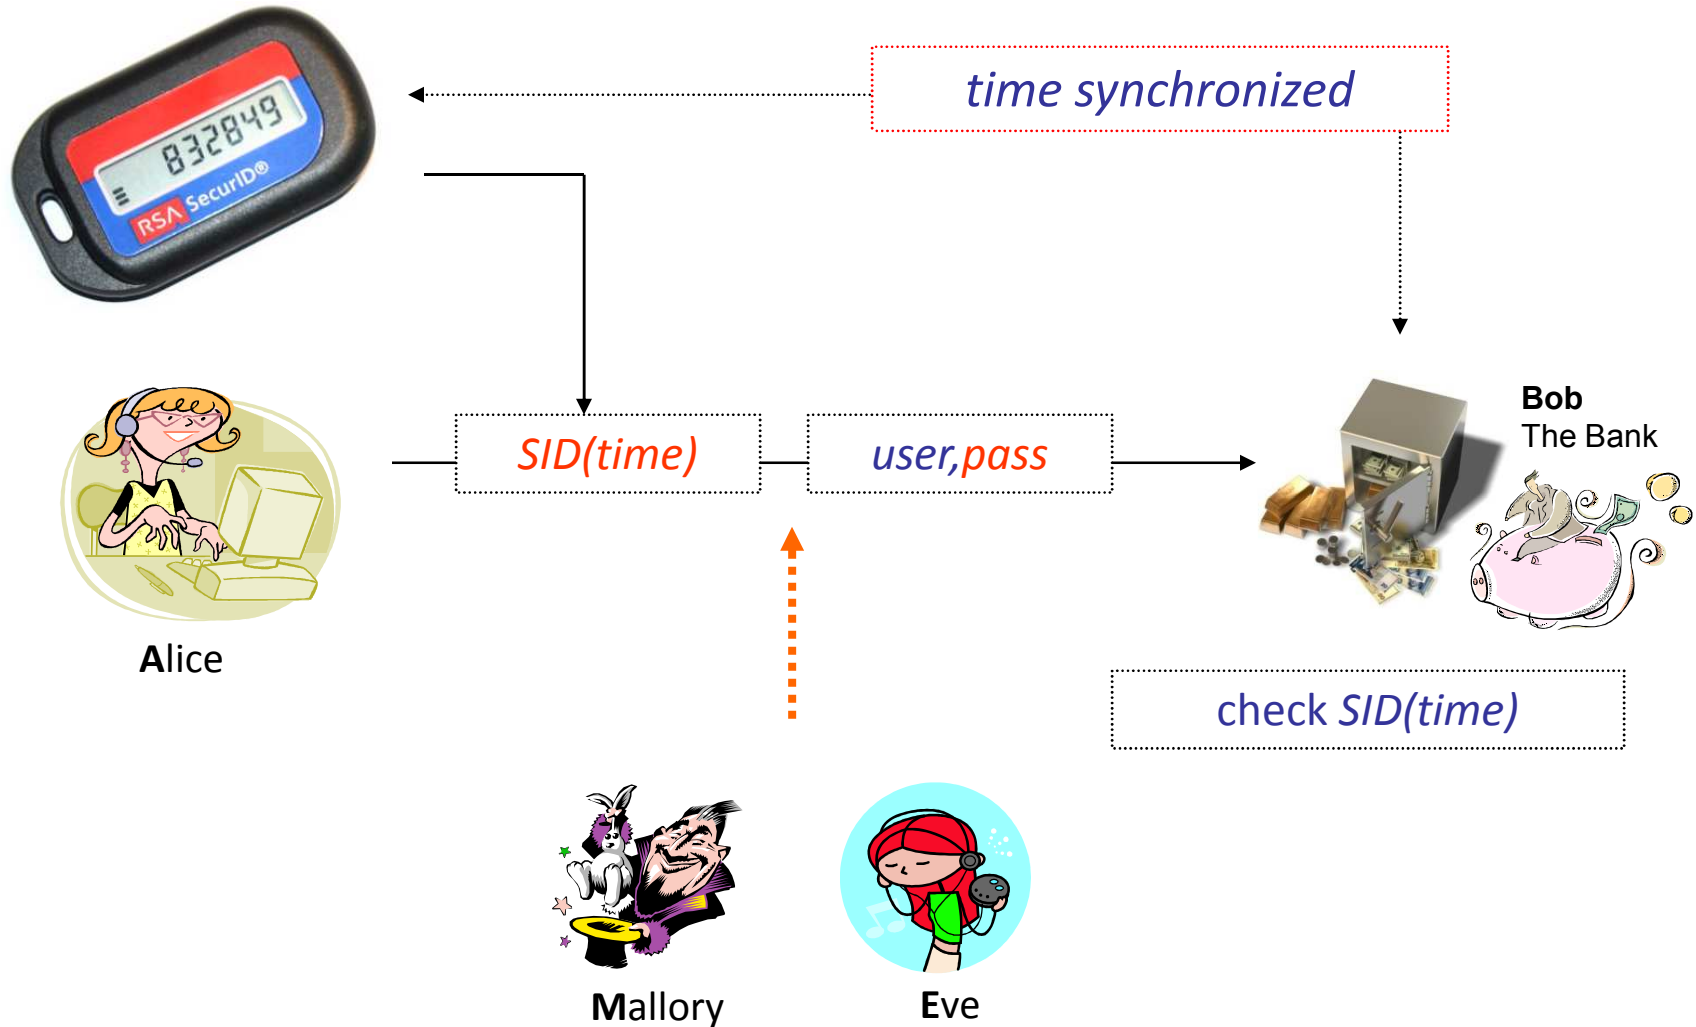 time synchronized
832849
RSA SecurID®
SID(time)
user,pass
Bob
The Bank
Alice
check SID(time)
Mallory
Eve